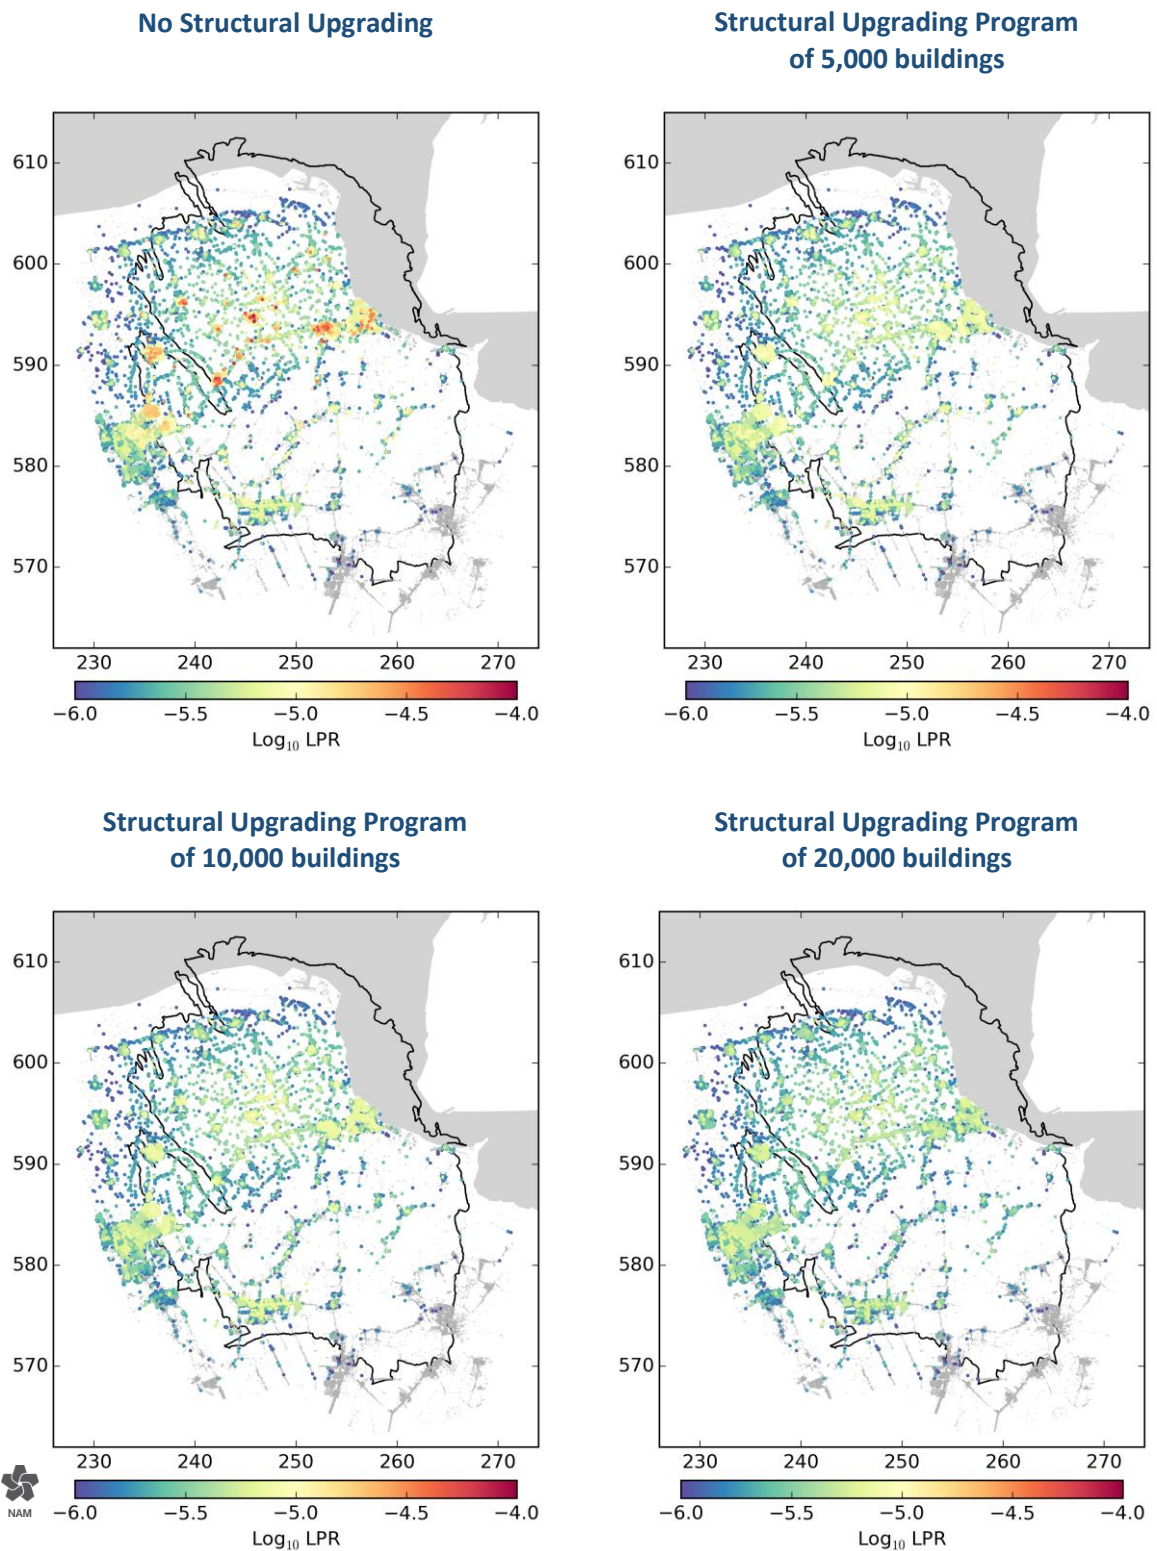 No Structural Upgrading
Structural Upgrading Program
of 5,000 buildings
610
600
590
580
570
230 240 250 260 270
−6.0 −5.5 −5.0 −4.5 −4.0
Log₁₀ LPR
610
600
590
580
570
230 240 250 260 270
−6.0 −5.5 −5.0 −4.5 −4.0
Log₁₀ LPR
Structural Upgrading Program
of 10,000 buildings
Structural Upgrading Program
of 20,000 buildings
610
600
590
580
570
230 240 250 260 270
−6.0 −5.5 −5.0 −4.5 −4.0
Log₁₀ LPR
610
600
590
580
570
230 240 250 260 270
−6.0 −5.5 −5.0 −4.5 −4.0
Log₁₀ LPR
NAM